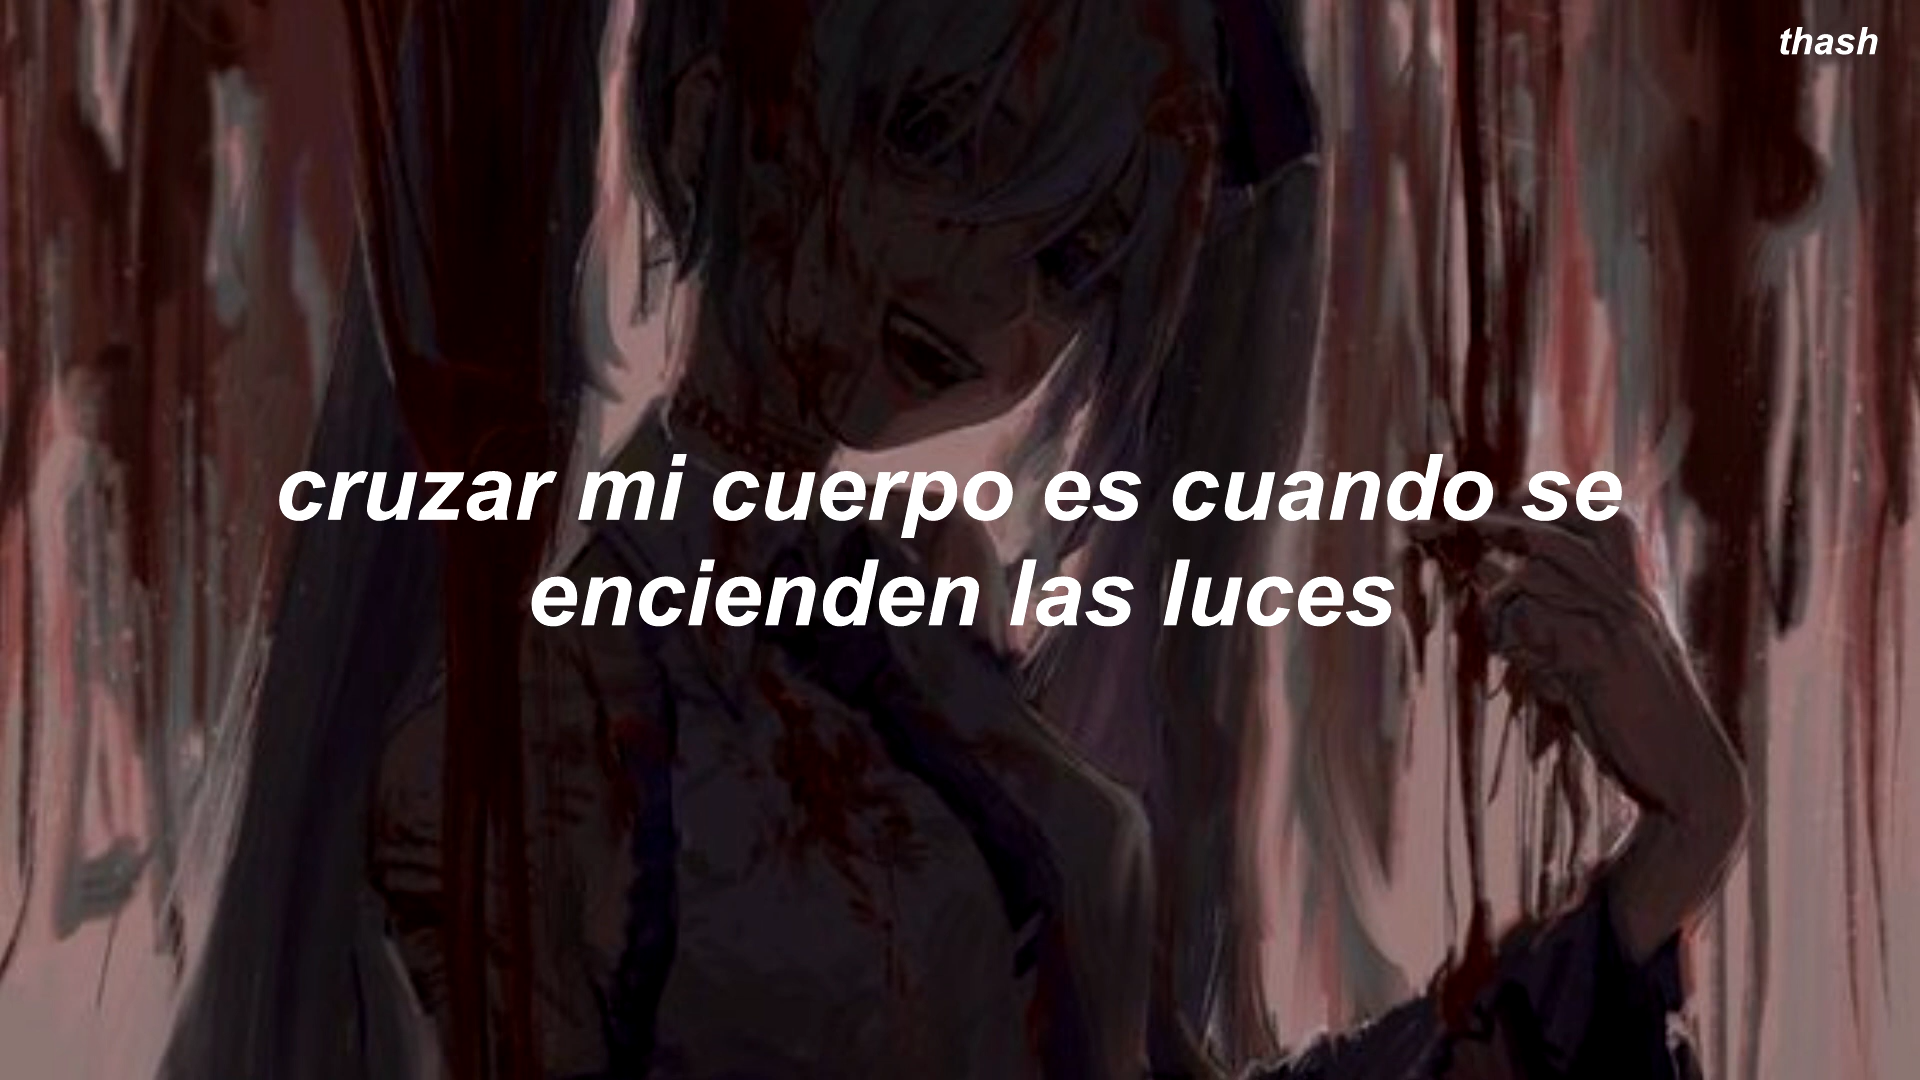 thash
cruzar mi cuerpo es cuando se
encienden las luces